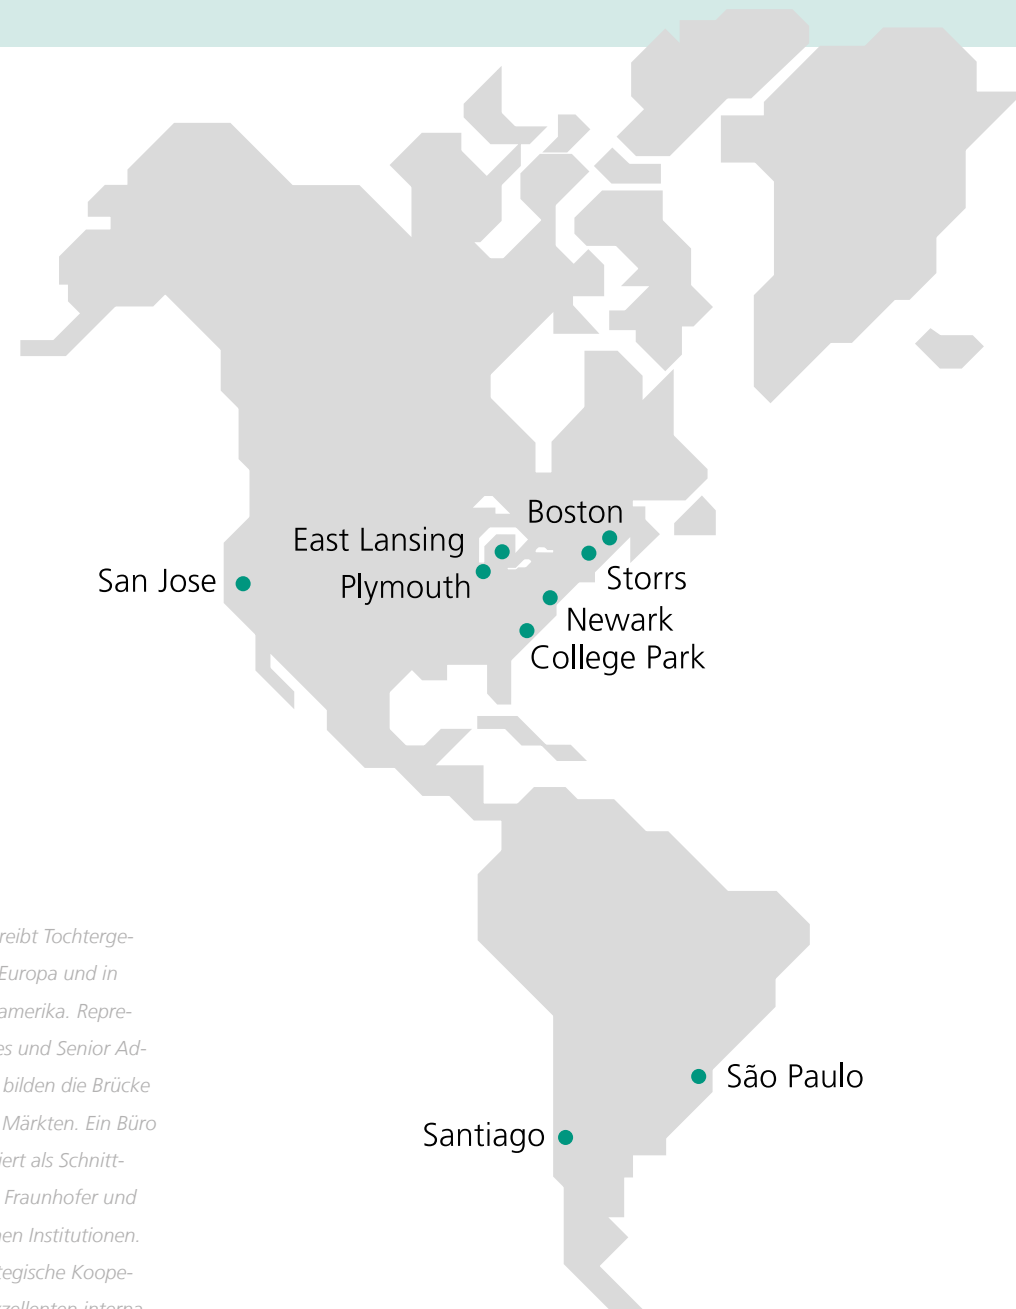 Boston
East Lansing
San Jose
Plymouth
Storrs
Newark
College Park
reibt Tochterge-
Europa und in
amerika. Repre-
es und Senior Ad-
bilden die Brücke
Märkten. Ein Büro
iert als Schnitt-
Fraunhofer und
en Institutionen.
tegische Koope-
zellenten interna-
São Paulo
Santiago